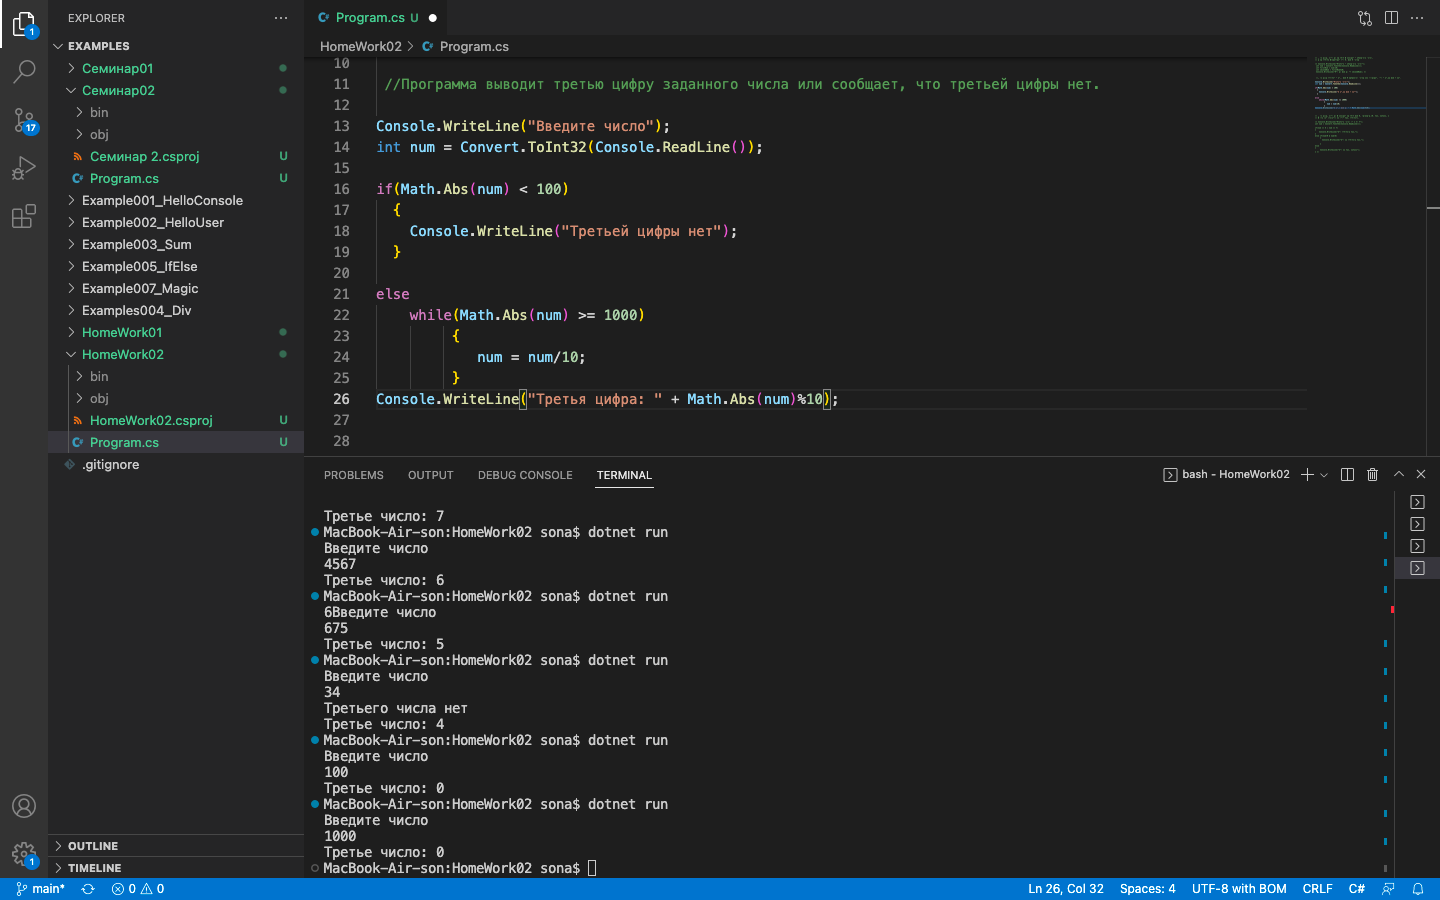 EXPLORER
EXAMPLES
Семинар01
Семинар02
bin
obj
Семинар 2.csproj U
Program.cs U
Example001_HelloConsole
Example002_HelloUser
Example003_Sum
Example005_IfElse
Example007_Magic
Examples004_Div
HomeWork01
HomeWork02
bin
obj
HomeWork02.csproj U
Program.cs U
.gitignore
OUTLINE
TIMELINE
1
17
1
Program.cs U
HomeWork02 > Program.cs
10
11 //Программа выводит третью цифру заданного числа или сообщает, что третьей цифры нет.
12
13 Console.WriteLine("Введите число");
14 int num = Convert.ToInt32(Console.ReadLine());
15
16 if(Math.Abs(num) < 100)
17 {
18 Console.WriteLine("Третьей цифры нет");
19 }
20
21 else
22 while(Math.Abs(num) >= 1000)
23 {
24 num = num/10;
25 }
26 Console.WriteLine("Третья цифра: " + Math.Abs(num)%10);
27
28
PROBLEMS OUTPUT DEBUG CONSOLE TERMINAL
bash - HomeWork02
Третье число: 7
MacBook-Air-son:HomeWork02 sona$ dotnet run
Введите число
4567
Третье число: 6
MacBook-Air-son:HomeWork02 sona$ dotnet run
6Введите число
675
Третье число: 5
MacBook-Air-son:HomeWork02 sona$ dotnet run
Введите число
34
Третьего числа нет
Третье число: 4
MacBook-Air-son:HomeWork02 sona$ dotnet run
Введите число
100
Третье число: 0
MacBook-Air-son:HomeWork02 sona$ dotnet run
Введите число
1000
Третье число: 0
MacBook-Air-son:HomeWork02 sona$
main* 0 0
Ln 26, Col 32 Spaces: 4 UTF-8 with BOM CRLF C#